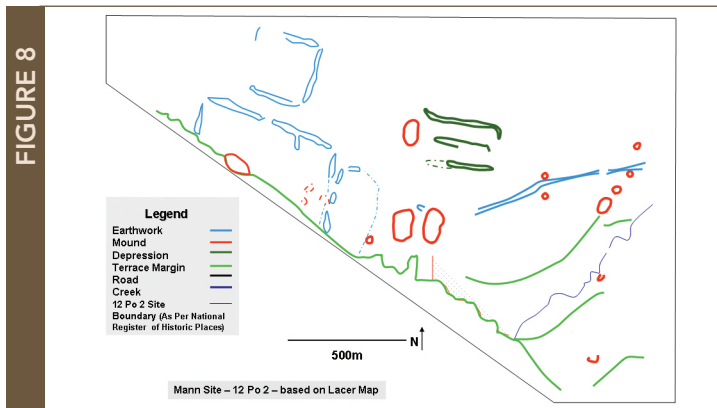 FIGURE 8
Legend
Earthwork
Mound
Depression
Terrace Margin
Road
Creek
12 Po 2 Site
Boundary (As Per National
Register of Historic Places)
500m
N
Mann Site – 12 Po 2 – based on Lacer Map